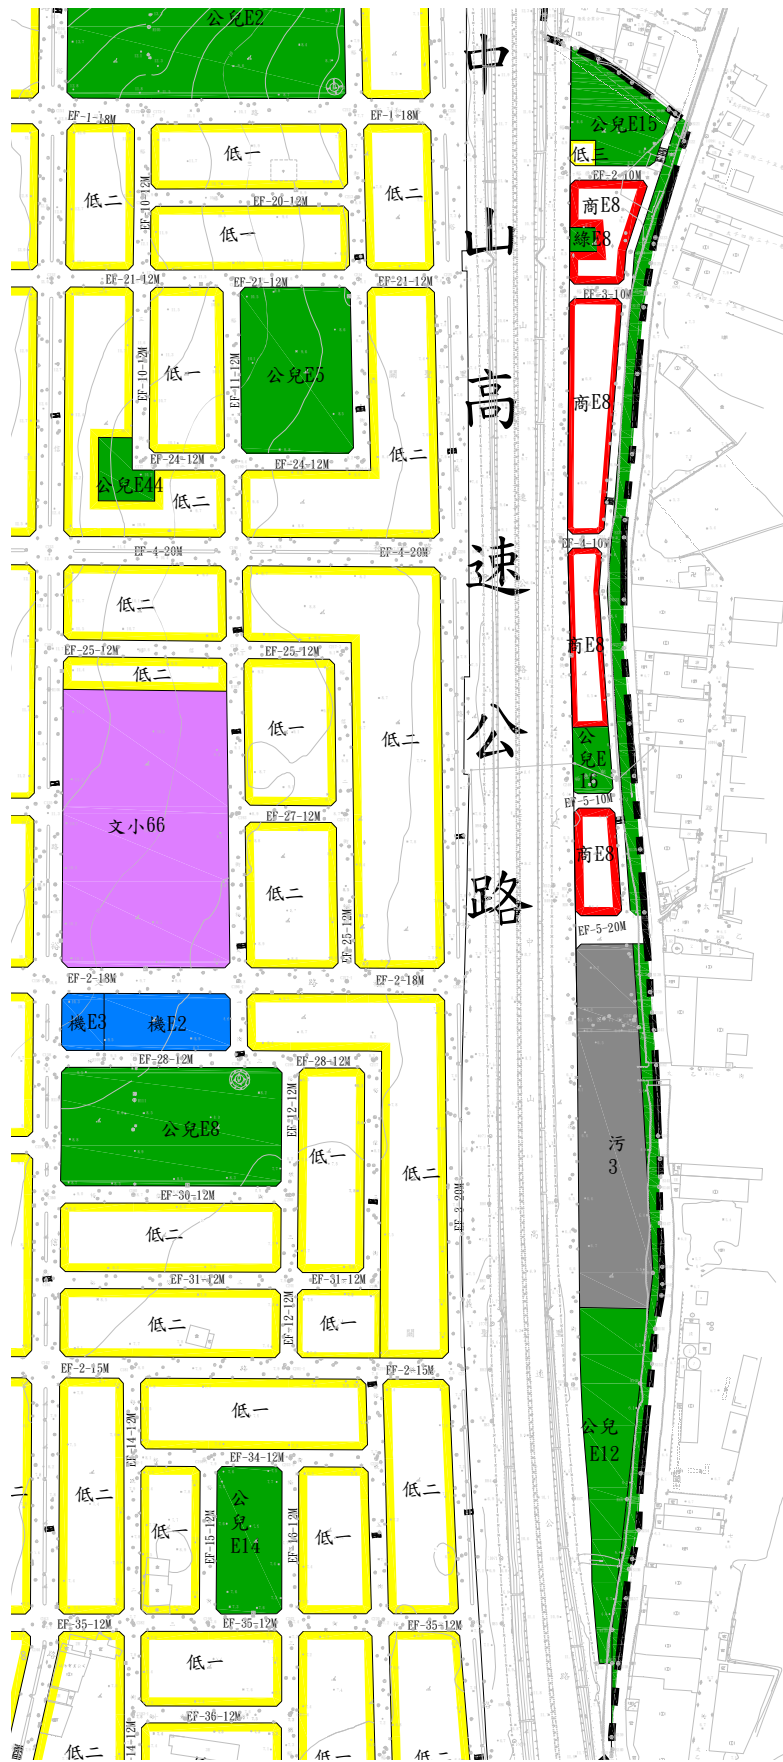 公兒E2
中
EF-1-18M
EF-1-18M
公兒E15
低一
低三
低二
EF-10-12M
EF-20-12M
低二
EF-2-10M
商E8
低一
山
綠E8
EF-21-12M
EF-21-12M
EF-21-12M
EF-3-10M
EF-10-12M
低一
EF-11-12M
公兒E5
高
商E8
EF-24-12M
EF-24-12M
低二
公兒E44
低二
EF-4-20M
EF-4-20M
EF-4-10M
速
低二
EF-25-12M
EF-25-12M
商E8
低二
低一
低二
公
公
兒E
16
EF-5-10M
文小66
EF-27-12M
商E8
低二
路
EF-25-12M
EF-5-20M
EF-2-18M
EF-2-18M
機E3
機E2
EF-28-12M
EF-28-12M
公兒E8
EF-12-12M
低一
低二
污
3
EF-30-12M
EF-3-20M
低二
EF-31-12M
EF-31-12M
低二
EF-12-12M
低一
EF-2-15M
EF-2-15M
低一
公兒
E12
EF-14-12M
EF-34-12M
低二
低二
公
兒
E14
低一
EF-15-12M
EF-16-12M
低一
EF-35-12M
EF-35-12M
EF-35-12M
低一
EF-36-12M
低二
低一
低二